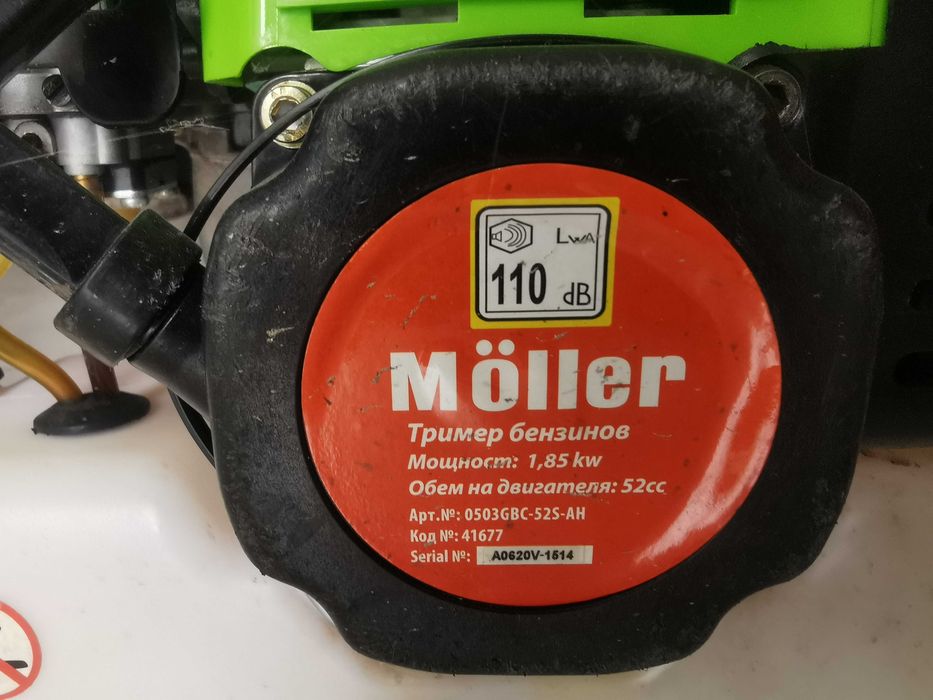 LWA
110 dB
Möller
Тример бензинов
Мощност: 1,85 kw
Обем на двигателя: 52cc
Арт.№: 0503GBC-52S-AH
Код №: 41677
Serial №: A0620V-1514